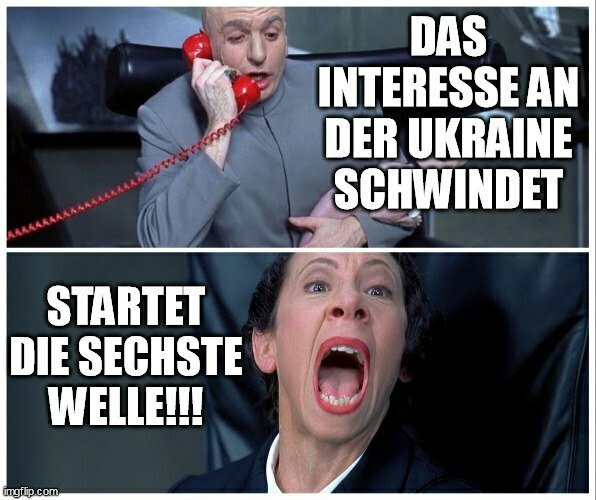 DAS
INTERESSE AN
DER UKRAINE
SCHWINDET
STARTET
DIE SECHSTE
WELLE!!!
imgflip.com